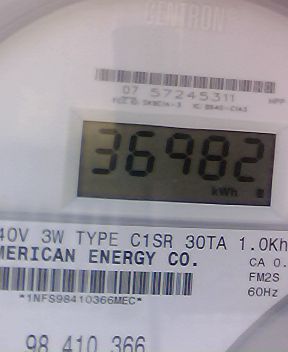 CENTRON
07 57245311
36982
kWh
40V 3W TYPE C1SR 30TA 1.0Kh
MERICAN ENERGY CO. CA 0.
FM2S
*1NFS98410366MEC* 60Hz
98 410 366